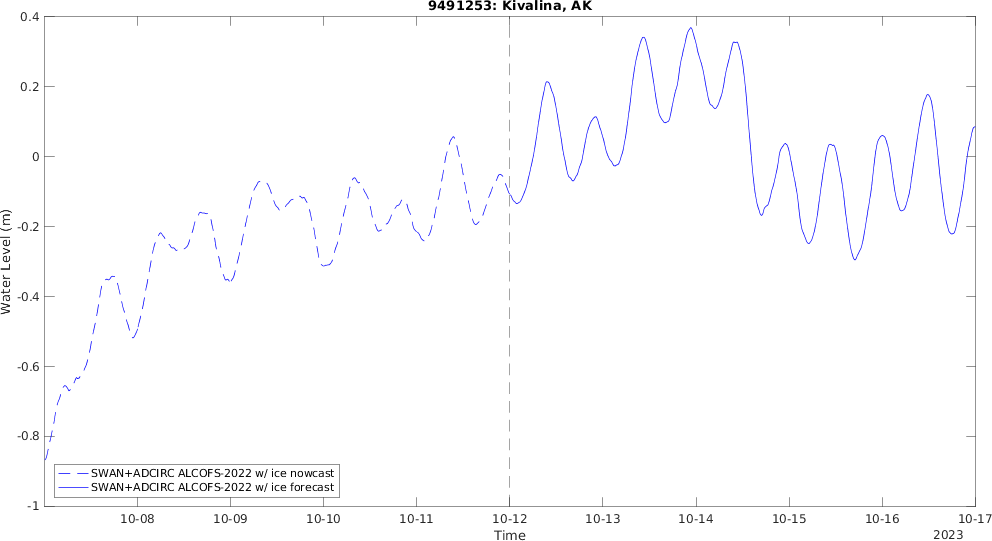 9491253: Kivalina, AK
0.4
0.2
0
-0.2
-0.4
-0.6
-0.8
-1
Water Level (m)
SWAN+ADCIRC ALCOFS-2022 w/ ice nowcast
SWAN+ADCIRC ALCOFS-2022 w/ ice forecast
10-08 10-09 10-10 10-11 10-12 10-13 10-14 10-15 10-16 10-17
Time
2023